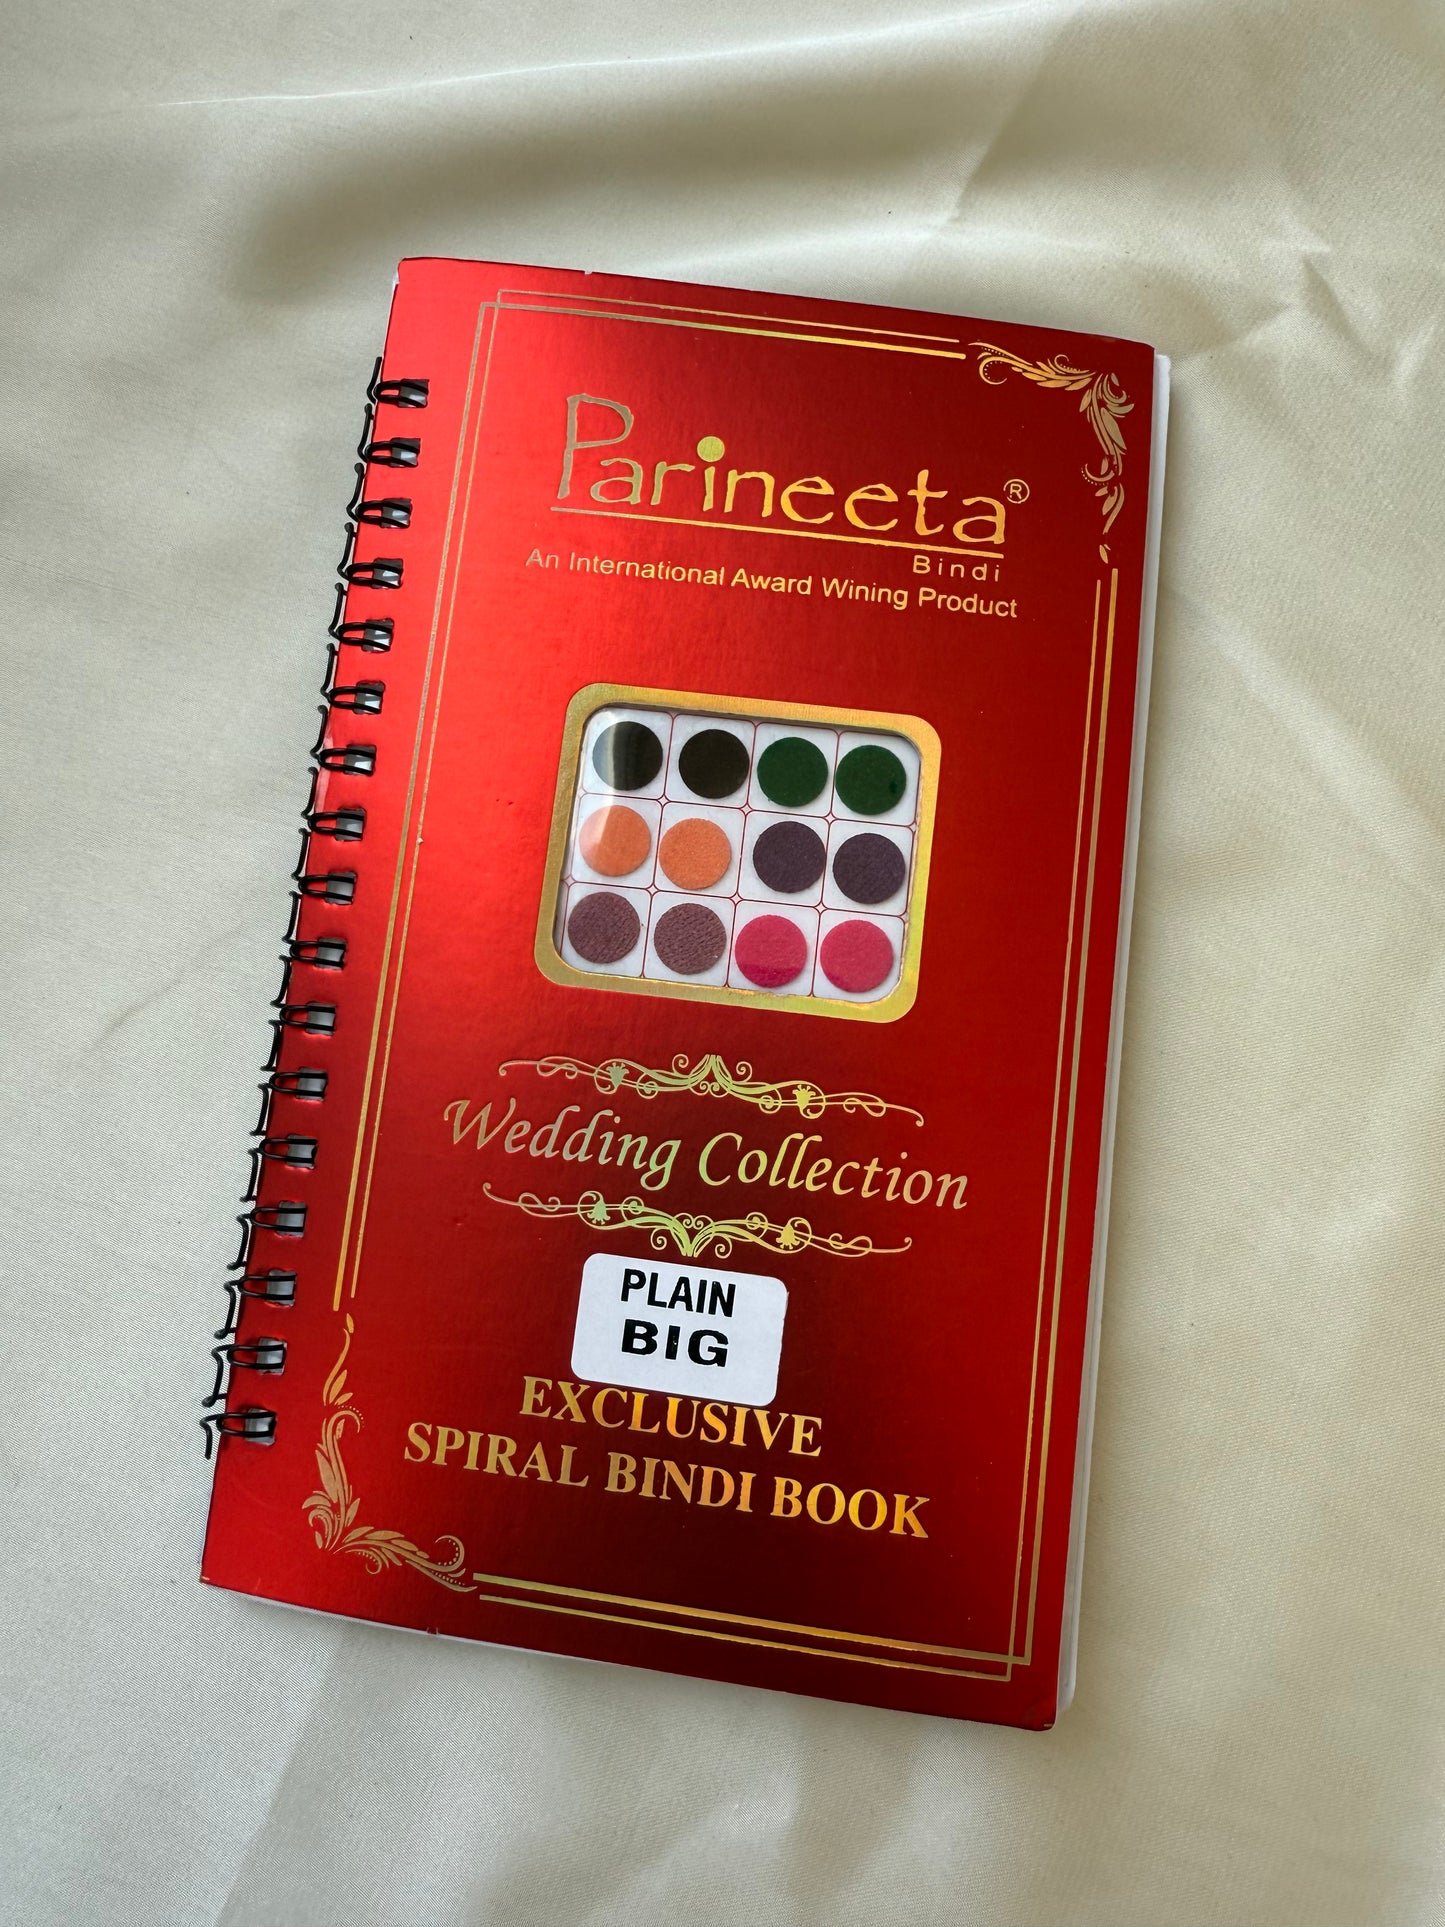 Parineeta®
Bindi
An International Award Wining Product
Wedding Collection
PLAIN
BIG
EXCLUSIVE
SPIRAL BINDI BOOK